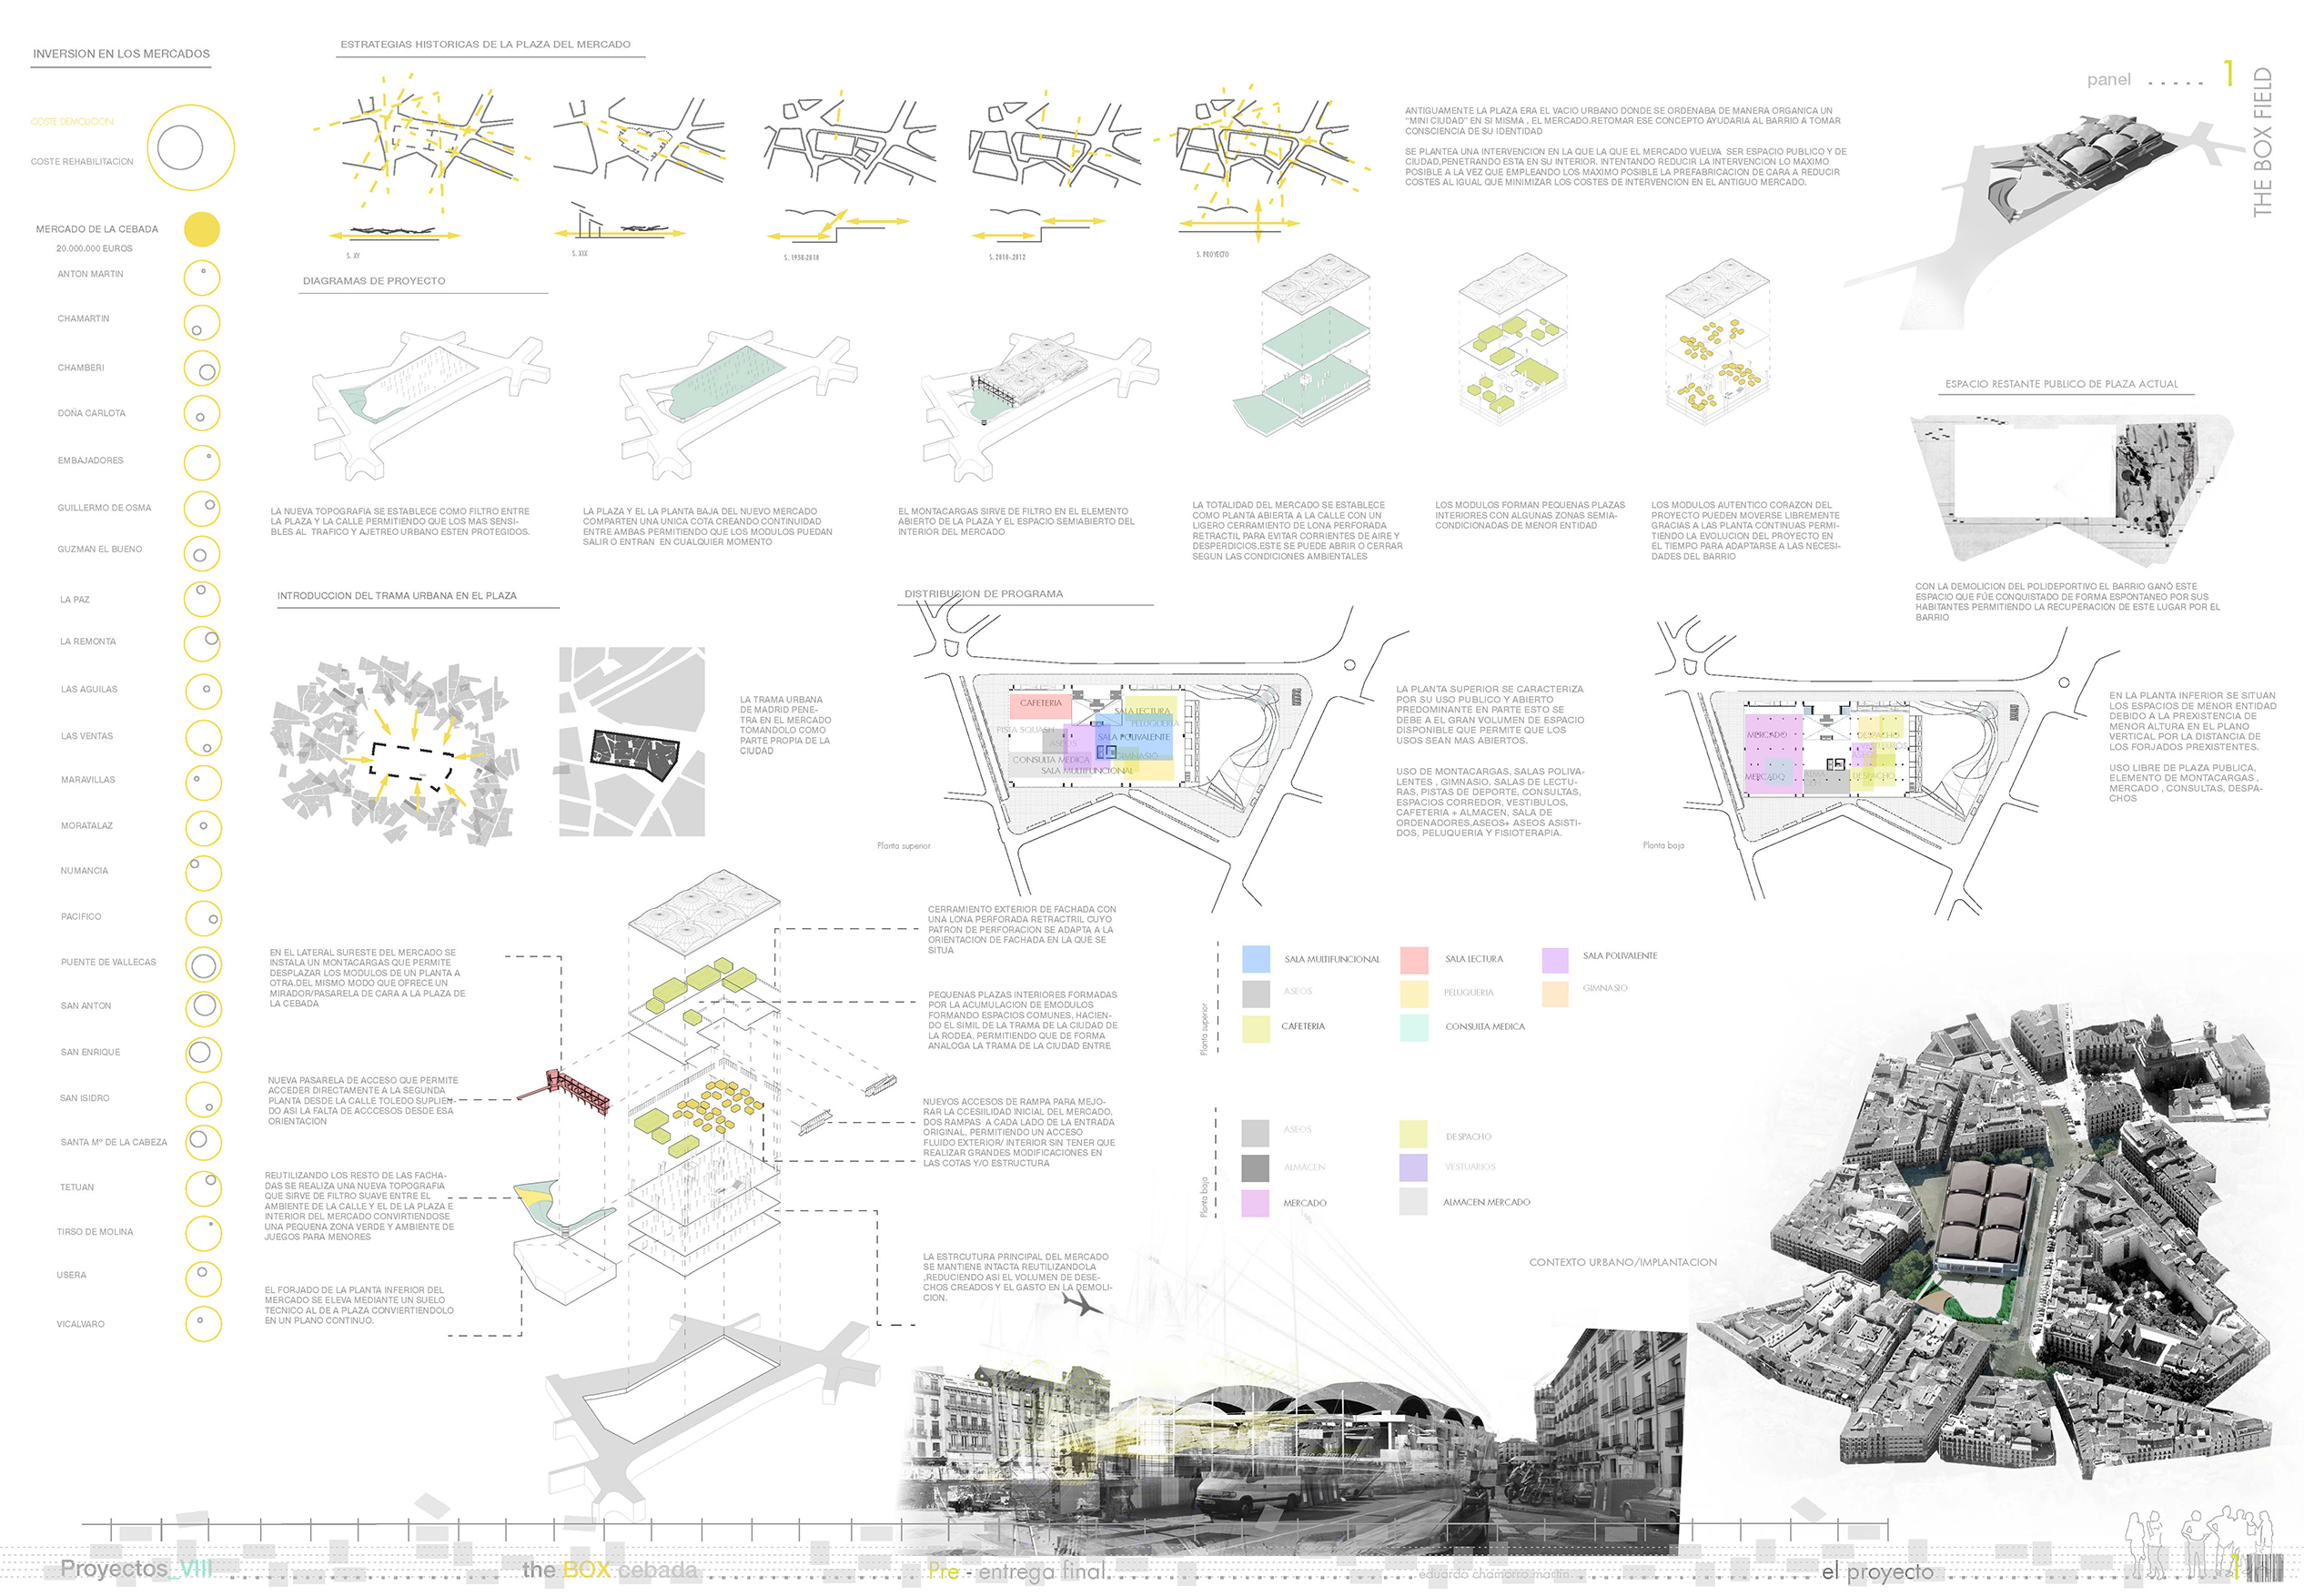 INVERSION EN LOS MERCADOS
COSTE DEMOLICION
COSTE REHABILITACION
MERCADO DE LA CEBADA
20.000.000 EUROS
ANTON MARTIN
CHAMARTIN
CHAMBERI
DOÑA CARLOTA
EMBAJADORES
GUILLERMO DE OSMA
GUZMAN EL BUENO
LA PAZ
LA REMONTA
LAS AGUILAS
LAS VENTAS
MARAVILLAS
MORATALAZ
NUMANCIA
PACIFICO
PUENTE DE VALLECAS
SAN ANTON
SAN ENRIQUE
SAN ISIDRO
SANTA Mº DE LA CABEZA
TETUAN
TIRSO DE MOLINA
USERA
VICALVARO
ESTRATEGIAS HISTORICAS DE LA PLAZA DEL MERCADO
S. XV
S. XIX
S. 1958-2010
S. 2010-.2012
S. PROYECTO
ANTIGUAMENTE LA PLAZA ERA EL VACIO URBANO DONDE SE ORDENABA DE MANERA ORGANICA UN
"MINI CIUDAD" EN SI MISMA , EL MERCADO.RETOMAR ESE CONCEPTO AYUDARIA AL BARRIO A TOMAR
CONSCIENCIA DE SU IDENTIDAD
SE PLANTEA UNA INTERVENCION EN LA QUE LA QUE EL MERCADO VUELVA SER ESPACIO PUBLICO Y DE
CIUDAD,PENETRANDO ESTA EN SU INTERIOR. INTENTANDO REDUCIR LA INTERVENCION LO MAXIMO
POSIBLE A LA VEZ QUE EMPLEANDO LOS MAXIMO POSIBLE LA PREFABRICACION DE CARA A REDUCIR
COSTES AL IGUAL QUE MINIMIZAR LOS COSTES DE INTERVENCION EN EL ANTIGUO MERCADO.
panel . . . . . 1
THE BOX FIELD
DIAGRAMAS DE PROYECTO
LA NUEVA TOPOGRAFIA SE ESTABLECE COMO FILTRO ENTRE
LA PLAZA Y LA CALLE PERMITIENDO QUE LOS MAS SENSI-
BLES AL TRAFICO Y AJETREO URBANO ESTEN PROTEGIDOS.
LA PLAZA Y EL LA PLANTA BAJA DEL NUEVO MERCADO
COMPARTEN UNA UNICA COTA CREANDO CONTINUIDAD
ENTRE AMBAS PERMITIENDO QUE LOS MODULOS PUEDAN
SALIR O ENTRAN EN CUALQUIER MOMENTO
EL MONTACARGAS SIRVE DE FILTRO EN EL ELEMENTO
ABIERTO DE LA PLAZA Y EL ESPACIO SEMIABIERTO DEL
INTERIOR DEL MERCADO
LA TOTALIDAD DEL MERCADO SE ESTABLECE
COMO PLANTA ABIERTA A LA CALLE CON UN
LIGERO CERRAMIENTO DE LONA PERFORADA
RETRACTIL PARA EVITAR CORRIENTES DE AIRE Y
DESPERDICIOS,ESTE SE PUEDE ABRIR O CERRAR
SEGUN LAS CONDICIONES AMBIENTALES
LOS MODULOS FORMAN PEQUENAS PLAZAS
INTERIORES CON ALGUNAS ZONAS SEMIA-
CONDICIONADAS DE MENOR ENTIDAD
LOS MODULOS AUTENTICO CORAZON DEL
PROYECTO PUEDEN MOVERSE LIBREMENTE
GRACIAS A LAS PLANTA CONTINUAS PERMI-
TIENDO LA EVOLUCION DEL PROYECTO EN
EL TIEMPO PARA ADAPTARSE A LAS NECESI-
DADES DEL BARRIO
ESPACIO RESTANTE PUBLICO DE PLAZA ACTUAL
CON LA DEMOLICION DEL POLIDEPORTIVO EL BARRIO GANÓ ESTE
ESPACIO QUE FÚE CONQUISTADO DE FORMA ESPONTANEO POR SUS
HABITANTES PERMITIENDO LA RECUPERACION DE ESTE LUGAR POR EL
BARRIO
INTRODUCCION DEL TRAMA URBANA EN EL PLAZA
LA TRAMA URBANA
DE MADRID PENE-
TRA EN EL MERCADO
TOMANDOLO COMO
PARTE PROPIA DE LA
CIUDAD
DISTRIBUCION DE PROGRAMA
CAFETERIA
SALA LECTURA
PELUQUERIA
PISTA SQUASH
SALA POLIVALENTE
ASEOS
GIMNASIO
CONSULTA MEDICA
SALA MULTIFUNCIONAL
Planta superior
LA PLANTA SUPERIOR SE CARACTERIZA
POR SU USO PUBLICO Y ABIERTO
PREDOMINANTE EN PARTE ESTO SE
DEBE A EL GRAN VOLUMEN DE ESPACIO
DISPONIBLE QUE PERMITE QUE LOS
USOS SEAN MAS ABIERTOS.
USO DE MONTACARGAS, SALAS POLIVA-
LENTES , GIMNASIO, SALAS DE LECTU-
RAS, PISTAS DE DEPORTE, CONSULTAS,
ESPACIOS CORREDOR, VESTIBULOS,
CAFETERIA + ALMACEN, SALA DE
ORDENADORES,ASEOS+ ASEOS ASISTI-
DOS, PELUQUERIA Y FISIOTERAPIA.
MERCADO
DESPACHO
MERCADO
DESPACHO
Planta baja
EN LA PLANTA INFERIOR SE SITUAN
LOS ESPACIOS DE MENOR ENTIDAD
DEBIDO A LA PREXISTENCIA DE
MENOR ALTURA EN EL PLANO
VERTICAL POR LA DISTANCIA DE
LOS FORJADOS PREXISTENTES.
USO LIBRE DE PLAZA PUBLICA,
ELEMENTO DE MONTACARGAS ,
MERCADO , CONSULTAS, DESPA-
CHOS
EN EL LATERAL SURESTE DEL MERCADO SE
INSTALA UN MONTACARGAS QUE PERMITE
DESPLAZAR LOS MODULOS DE UN PLANTA A
OTRA.DEL MISMO MODO QUE OFRECE UN
MIRADOR/PASARELA DE CARA A LA PLAZA DE
LA CEBADA
NUEVA PASARELA DE ACCESO QUE PERMITE
ACCEDER DIRECTAMENTE A LA SEGUNDA
PLANTA DESDE LA CALLE TOLEDO SUPLIEN-
DO ASI LA FALTA DE ACCCESOS DESDE ESA
ORIENTACION
REUTILIZANDO LOS RESTO DE LAS FACHA-
DAS SE REALIZA UNA NUEVA TOPOGRAFIA
QUE SIRVE DE FILTRO SUAVE ENTRE EL
AMBIENTE DE LA CALLE Y EL DE LA PLAZA E
INTERIOR DEL MERCADO CONVIRTIENDOSE
UNA PEQUENA ZONA VERDE Y AMBIENTE DE
JUEGOS PARA MENORES
EL FORJADO DE LA PLANTA INFERIOR DEL
MERCADO SE ELEVA MEDIANTE UN SUELO
TECNICO AL DE A PLAZA CONVIERTIENDOLO
EN UN PLANO CONTINUO.
CERRAMIENTO EXTERIOR DE FACHADA CON
UNA LONA PERFORADA RETRACTRIL CUYO
PATRON DE PERFORACION SE ADAPTA A LA
ORIENTACION DE FACHADA EN LA QUE SE
SITUA
PEQUENAS PLAZAS INTERIORES FORMADAS
POR LA ACUMULACION DE EMODULOS
FORMANDO ESPACIOS COMUNES, HACIEN-
DO EL SIMIL DE LA TRAMA DE LA CIUDAD DE
LA RODEA, PERMITIENDO QUE DE FORMA
ANALOGA LA TRAMA DE LA CIUDAD ENTRE
NUEVOS ACCESOS DE RAMPA PARA MEJO-
RAR LA CCESIILIDAD INICIAL DEL MERCADO,
DOS RAMPAS A CADA LADO DE LA ENTRADA
ORIGINAL, PERMITIENDO UN ACCESO
FLUIDO EXTERIOR/ INTERIOR SIN TENER QUE
REALIZAR GRANDES MODIFICACIONES EN
LAS COTAS Y/O ESTRUCTURA
LA ESTRCUTURA PRINCIPAL DEL MERCADO
SE MANTIENE INTACTA REUTILIZANDOLA
,REDUCIENDO ASI EL VOLUMEN DE DESE-
CHOS CREADOS Y EL GASTO EN LA DEMOLI-
CION.
Planta superior
SALA MULTIFUNCIONAL
SALA LECTURA
SALA POLIVALENTE
ASEOS
PELUQUERIA
GIMNASIO
CAFETERIA
CONSULTA MEDICA
Planta baja
ASEOS
DESPACHO
ALMACEN
VESTUARIOS
MERCADO
ALMACEN MERCADO
CONTEXTO URBANO/IMPLANTACION
Proyectos_VIII
the BOX cebada
Pre - entrega final
eduardo chamorro martin
el proyecto
1